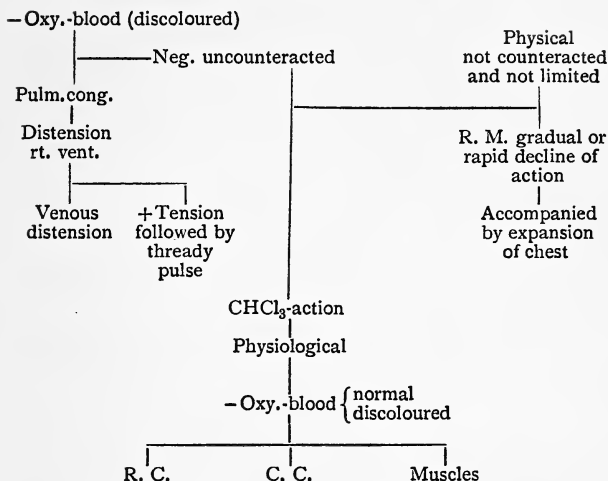 —Oxy.-blood (discoloured)
Neg. uncounteracted
Physical
not counteracted
and not limited
Pulm.cong.
Distension
rt. vent.
R. M. gradual or
rapid decline of
action
Venous
distension
+Tension
followed by
thready
pulse
Accompanied
by expansion
of chest
CHCl₃-action
Physiological
—Oxy.-blood { normal
discoloured
R. C. C. C. Muscles